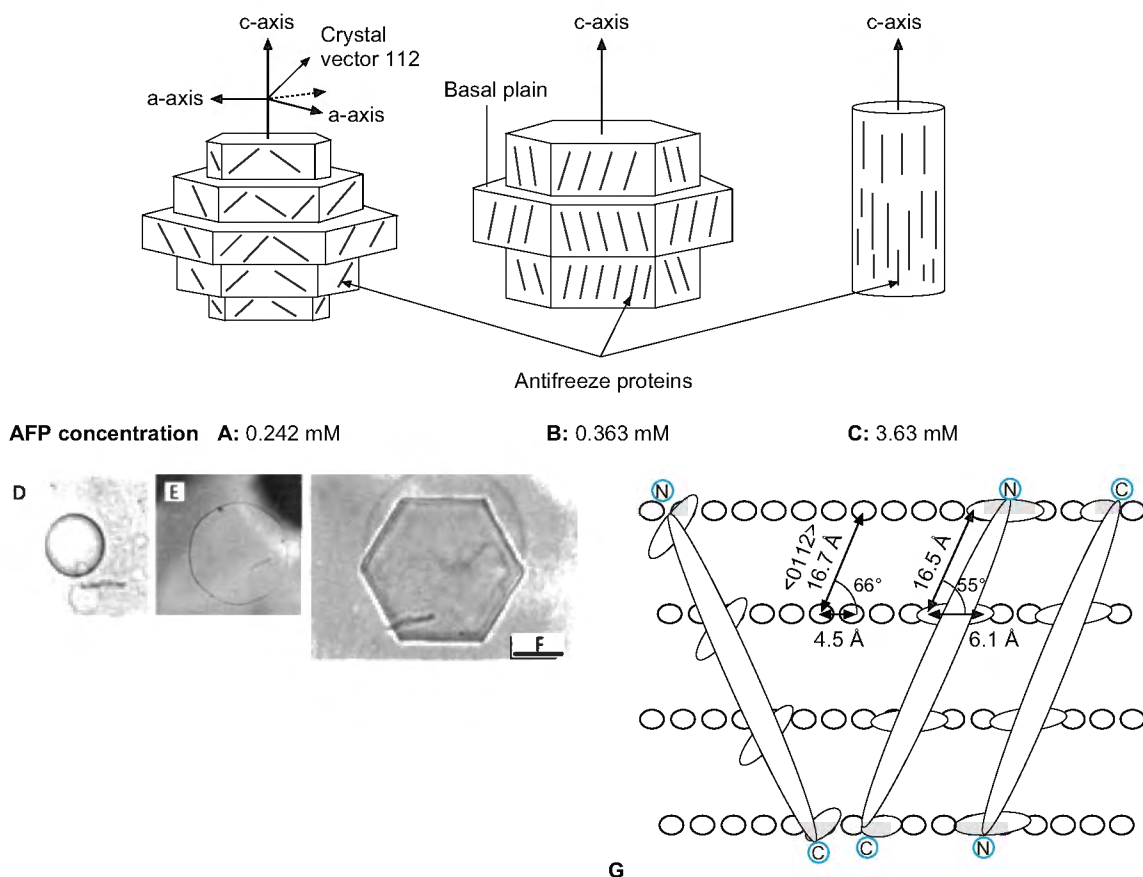 c-axis
c-axis
c-axis
Crystal
vector 112
a-axis
a-axis
Basal plain
Antifreeze proteins
AFP concentration A: 0.242 mM B: 0.363 mM C: 3.63 mM
D
E
F
N
N
C
<0112>
16.7 Å
16.5 Å
66°
55°
4.5 Å
6.1 Å
C
C
N
G